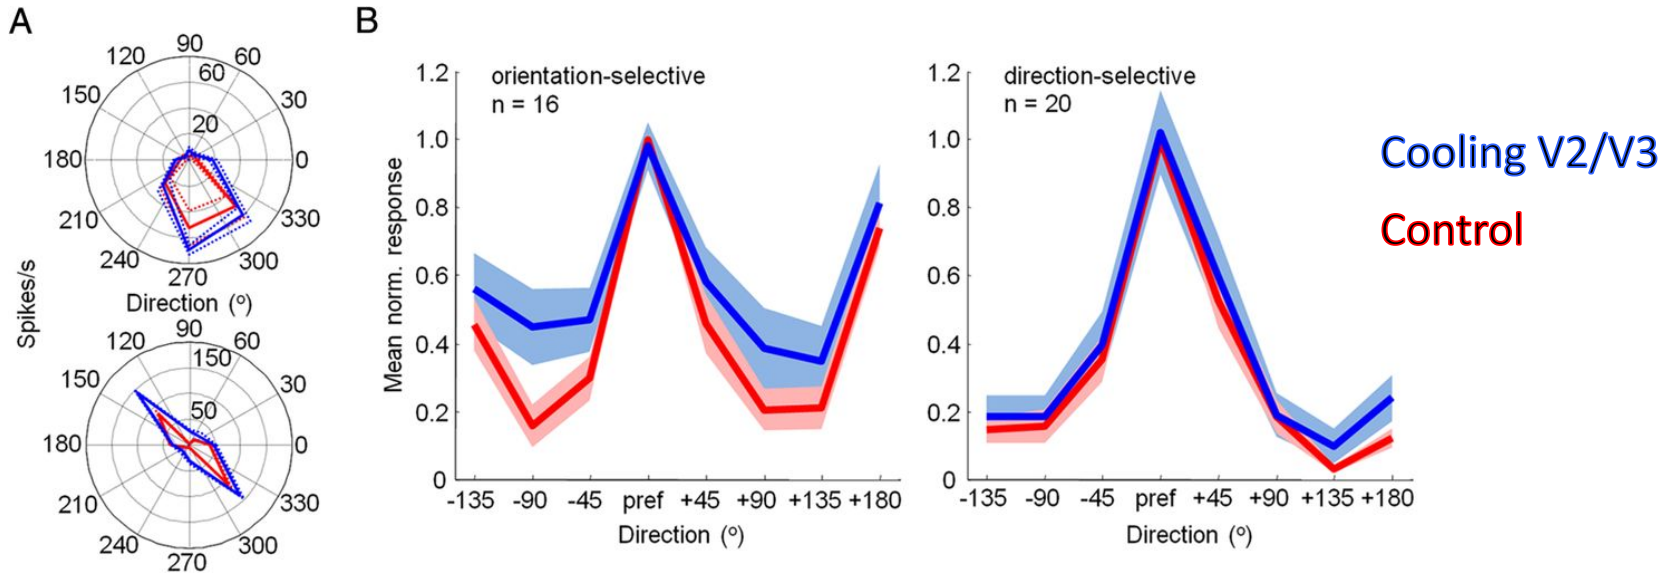 A
90
120
60
60
150
30
20
180
0
210
330
240
300
270
Direction (º)
Spikes/s
90
120
60
150
150
30
50
180
0
210
330
240
300
270
B
orientation-selective
n = 16
1.2
1.0
0.8
0.6
0.4
0.2
0
Mean norm. response
-135 -90 -45 pref +45 +90 +135 +180
Direction (º)
direction-selective
n = 20
1.2
1.0
0.8
0.6
0.4
0.2
0
-135 -90 -45 pref +45 +90 +135 +180
Direction (º)
Cooling V2/V3
Control